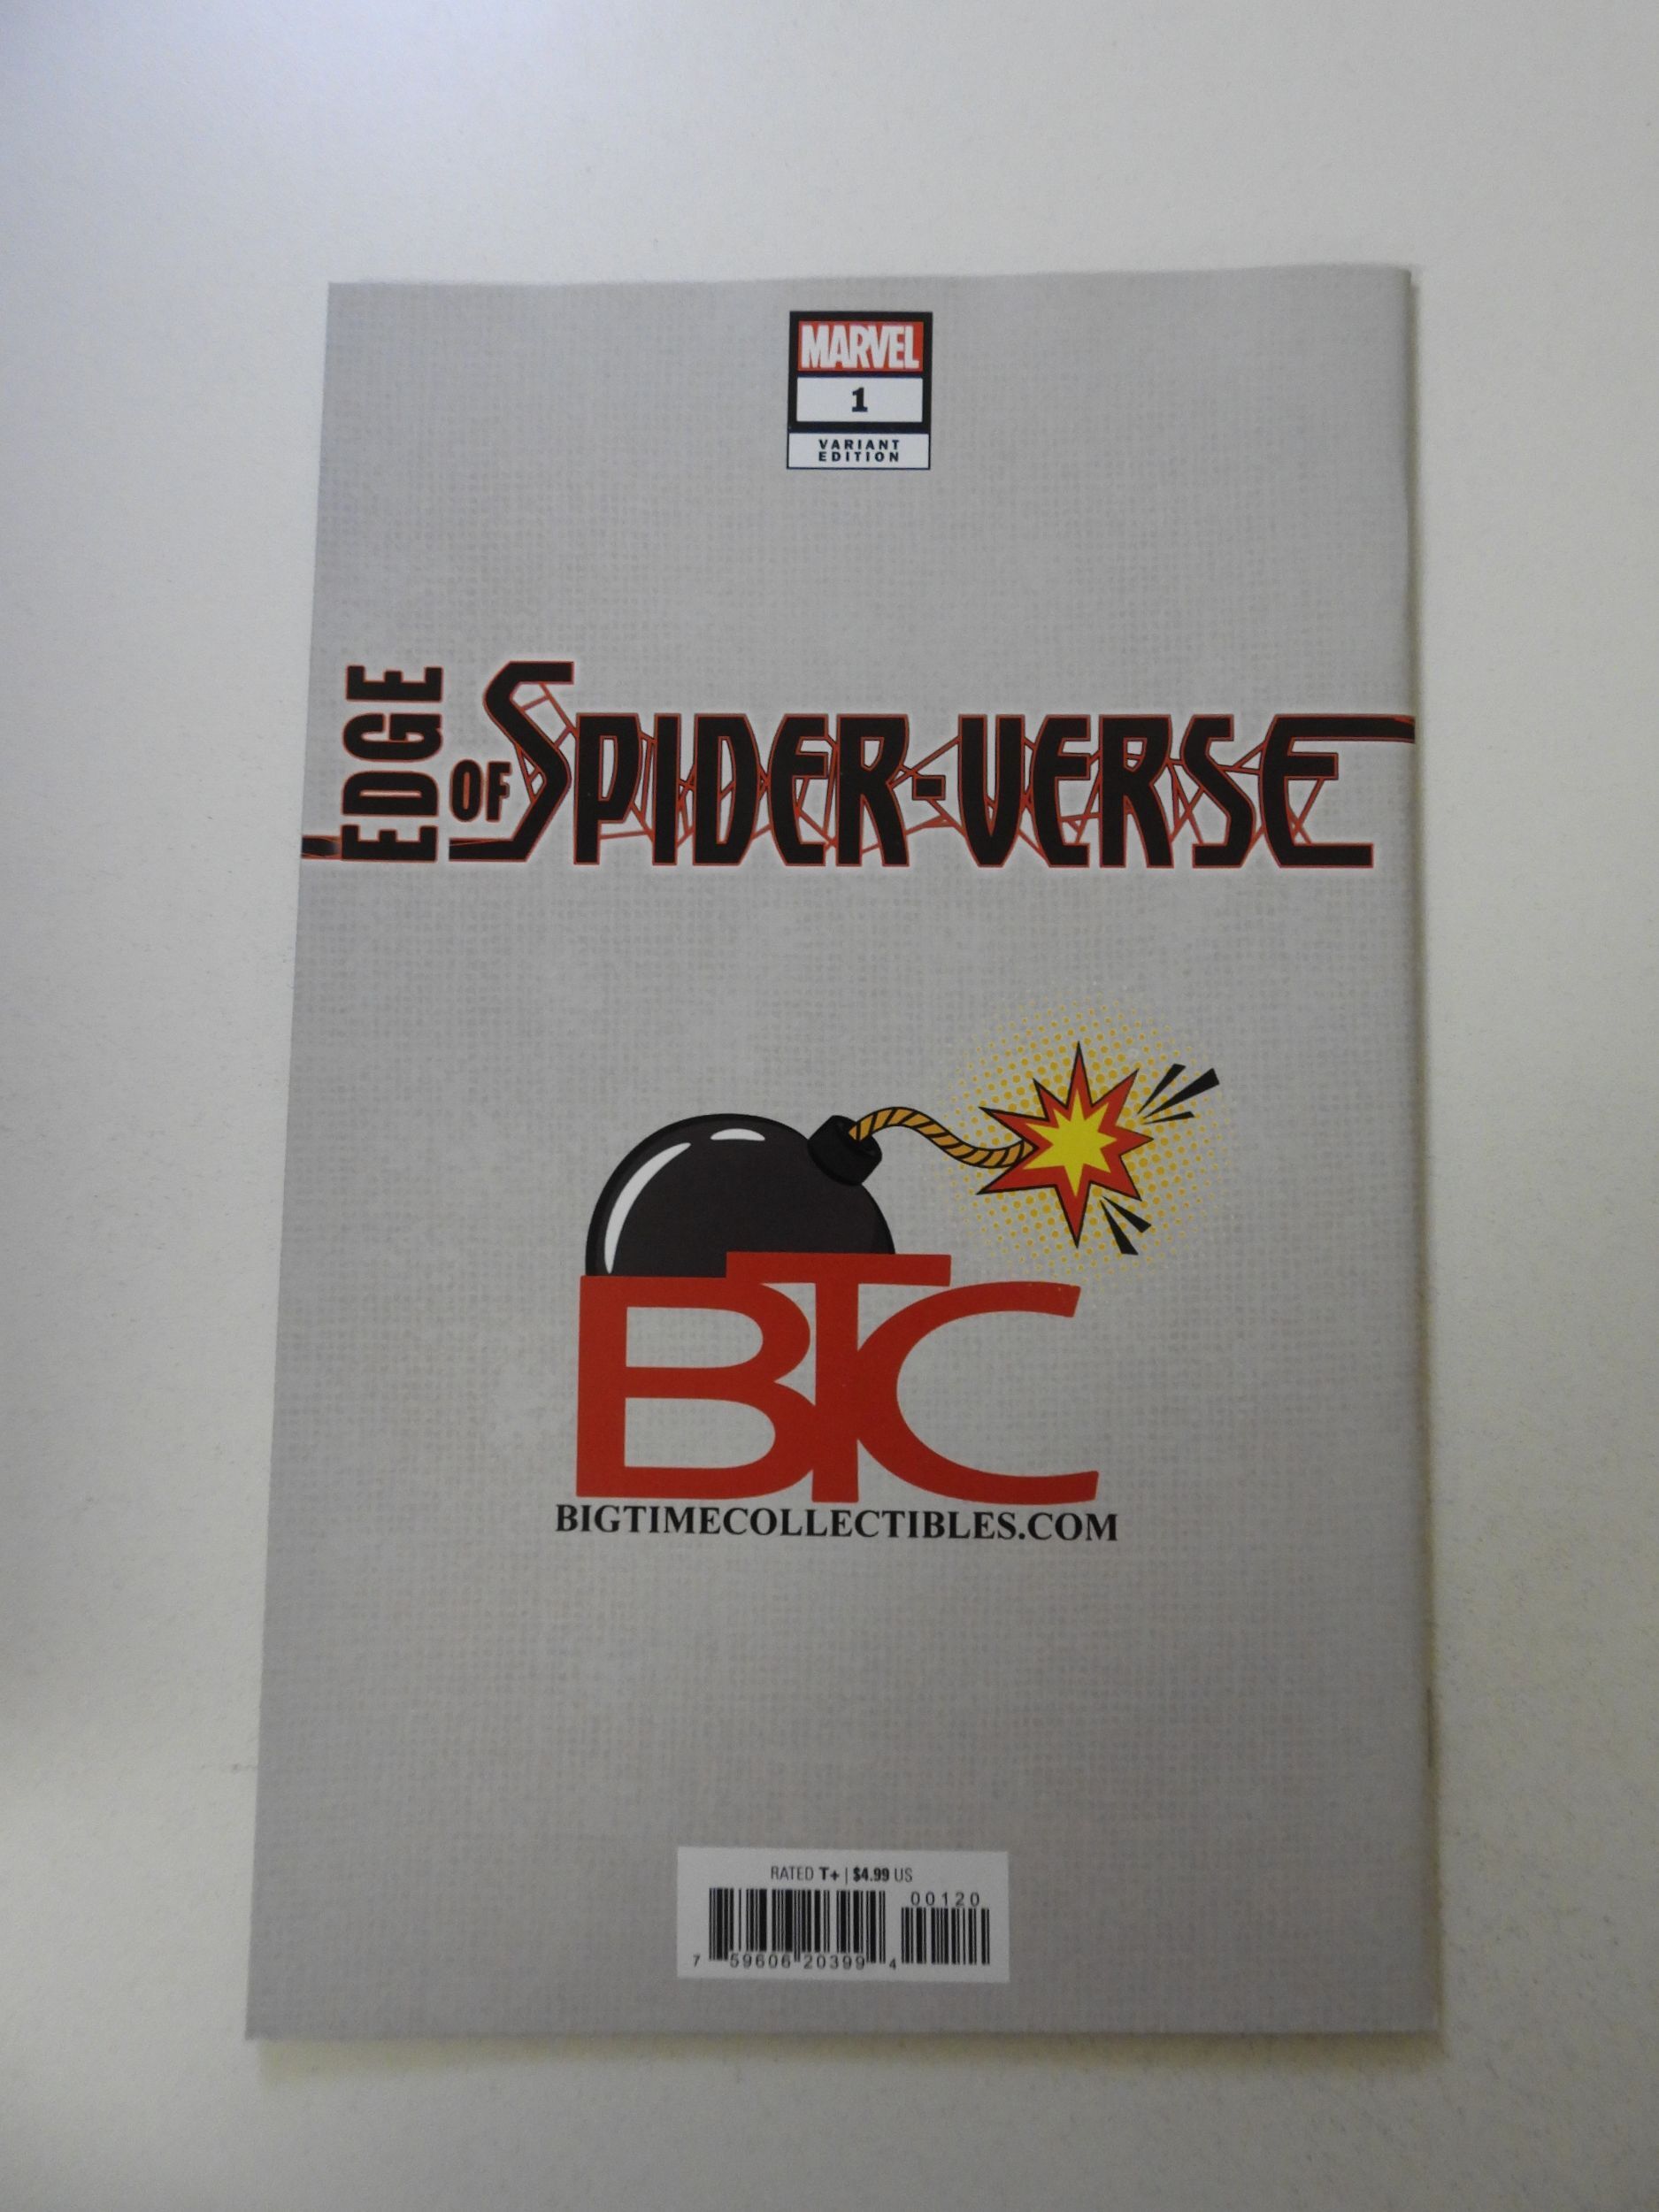 MARVEL
1
VARIANT
EDITION
EDGE OF SPIDER-VERSE
BTC
BIGTIMECOLLECTIBLES.COM
RATED T+ | $4.99 US
00120
7 59606 20399 4